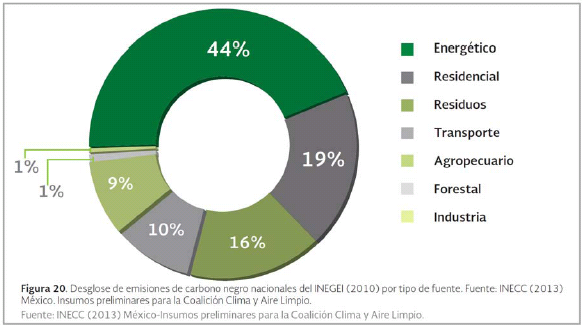 44%
19%
16%
10%
9%
1%
1%
Energético
Residencial
Residuos
Transporte
Agropecuario
Forestal
Industria
Figura 20. Desglose de emisiones de carbono negro nacionales del INEGEI (2010) por tipo de fuente. Fuente: INECC (2013)
México. Insumos preliminares para la Coalición Clima y Aire Limpio.
Fuente: INECC (2013) México-Insumos preliminares para la Coalición Clima y Aire Limpio.